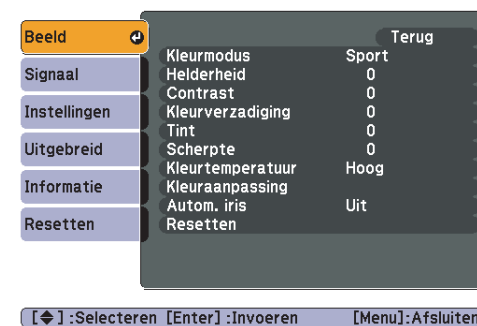 Beeld
Signaal
Instellingen
Uitgebreid
Informatie
Resetten
Terug
Kleurmodus Sport
Helderheid 0
Contrast 0
Kleurverzadiging 0
Tint 0
Scherpte 0
Kleurtemperatuur Hoog
Kleuraanpassing
Autom. iris Uit
Resetten
[◆] :Selecteren [Enter] :Invoeren [Menu]:Afsluiten